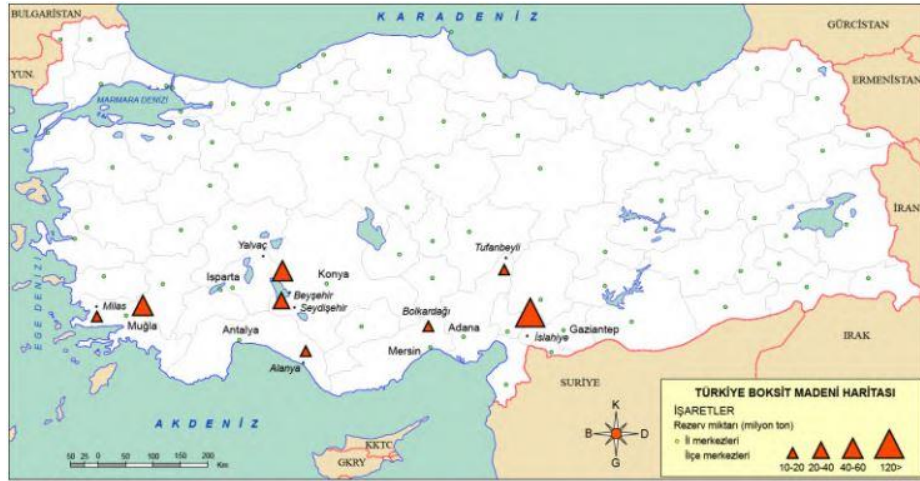 BULGARİSTAN
KARADENİZ
GÜRCİSTAN
YUN.
ERMENİSTAN
MARMARA DENİZİ
İRAN
EGE DENİZİ
Yalvaç
Tufanbeyli
Isparta
Konya
Beyşehir
Seydişehir
Milas
Muğla
Bolkardağı
Adana
Gaziantep
İslahiye
Antalya
Mersin
Alanya
IRAK
SURİYE
AKDENİZ
KKTC
GKRY
50 25 0 50 100 150 200
Km
K
B D
G
TÜRKİYE BOKSİT MADENİ HARİTASI
İŞARETLER
Rezerv miktarı (milyon ton)
İl merkezleri
İlçe merkezleri
10-20 20-40 40-60 120>